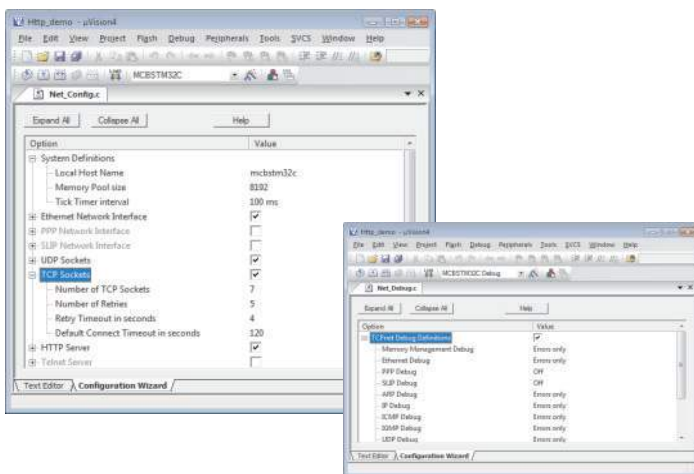 Http_demo - µVision4
File Edit View Project Flash Debug Peripherals Tools SVCS Window Help
MCBSTM32C
Net_Config.c
Expand All Collapse All Help
Option Value
System Definitions
Local Host Name mcbstm32c
Memory Pool size 8192
Tick Timer interval 100 ms
Ethernet Network Interface
PPP Network Interface
SLIP Network Interface
UDP Sockets
TCP Sockets
Number of TCP Sockets 7
Number of Retries 5
Retry Timeout in seconds 4
Default Connect Timeout in seconds 120
HTTP Server
Telnet Server
Text Editor Configuration Wizard
Http_demo - µVision4
File Edit View Project Flash Debug Peripherals Tools SVCS Window Help
MCBSTM32C Debug
Net_Debug.c
Expand All Collapse All Help
Option Value
TCPnet Debug Definitions
Memory Management Debug Errors only
Ethernet Debug Errors only
PPP Debug Off
SLIP Debug Off
ARP Debug Errors only
IP Debug Errors only
ICMP Debug Errors only
IGMP Debug Errors only
UDP Debug Errors only
Text Editor Configuration Wizard